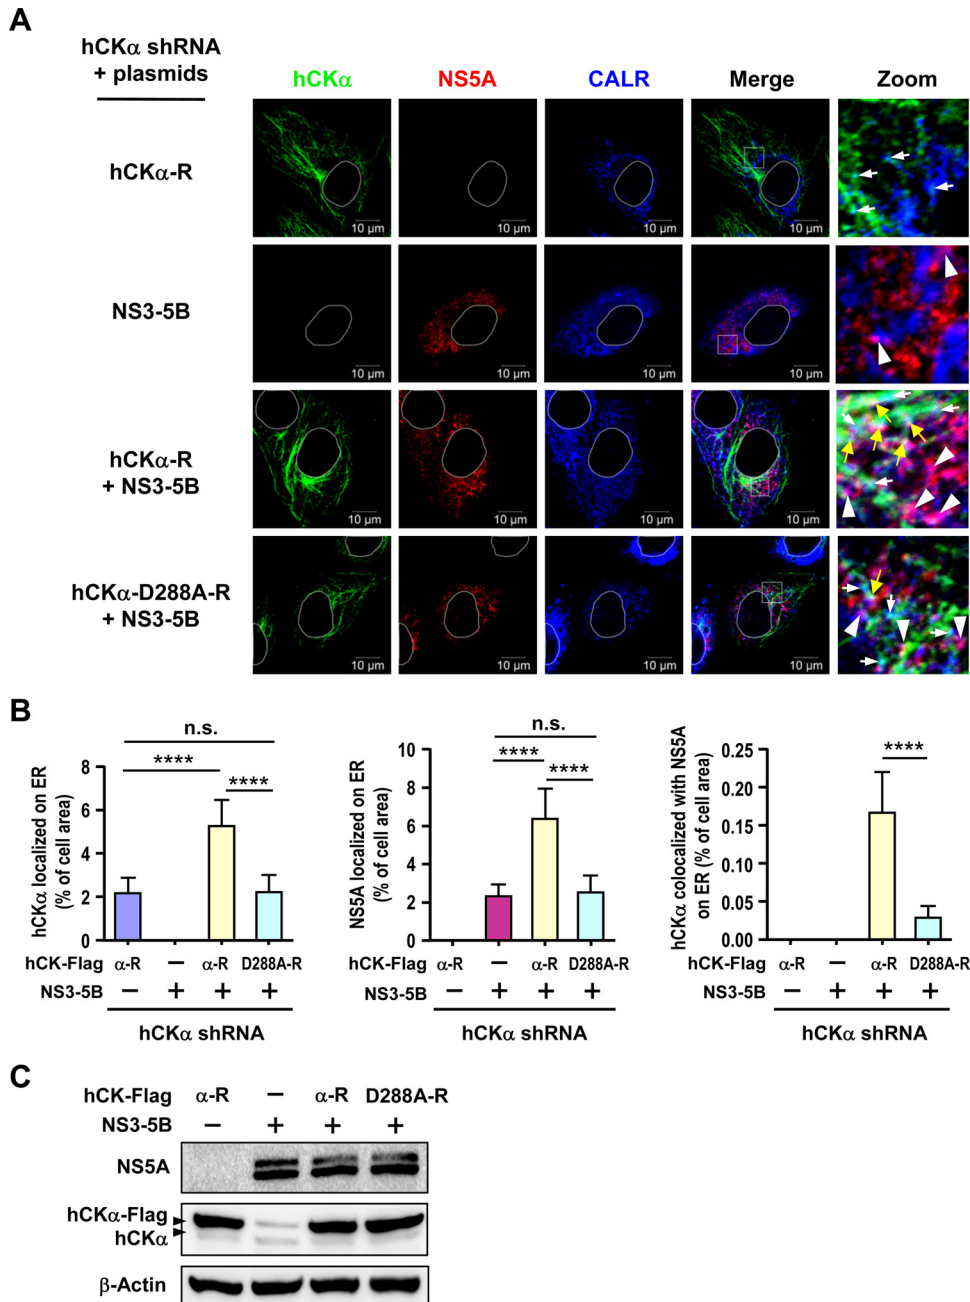 A
hCKα shRNA
+ plasmids
hCKα NS5A CALR Merge Zoom
hCKα-R
10 µm 10 µm 10 µm 10 µm
NS3-5B
10 µm 10 µm 10 µm 10 µm
hCKα-R
+ NS3-5B
10 µm 10 µm 10 µm 10 µm
hCKα-D288A-R
+ NS3-5B
10 µm 10 µm 10 µm 10 µm
B
hCKα localized on ER
(% of cell area)
8
6
4
2
0
n.s.
****
****
hCK-Flag α-R − α-R D288A-R
NS3-5B − + + +
hCKα shRNA
NS5A localized on ER
(% of cell area)
10
8
6
4
2
0
n.s.
****
****
hCK-Flag α-R − α-R D288A-R
NS3-5B − + + +
hCKα shRNA
hCKα colocalized with NS5A
on ER (% of cell area)
0.25
0.20
0.15
0.10
0.05
0.00
****
hCK-Flag α-R − α-R D288A-R
NS3-5B − + + +
hCKα shRNA
C
hCK-Flag α-R − α-R D288A-R
NS3-5B − + + +
NS5A
hCKα-Flag
hCKα
β-Actin